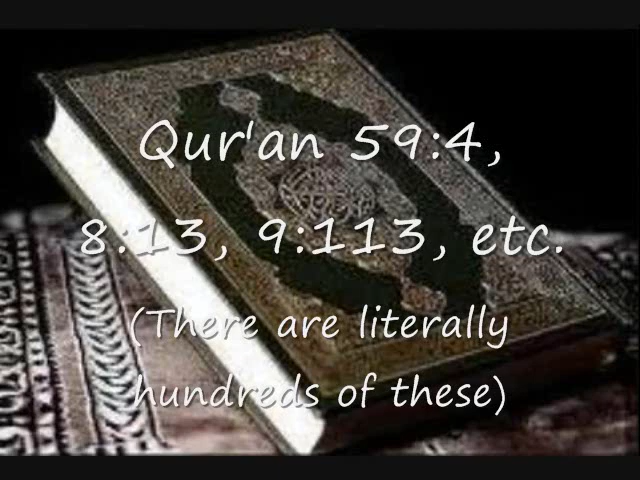 Qur'an 59:4,
8:13, 9:113, etc.
(There are literally
hundreds of these)